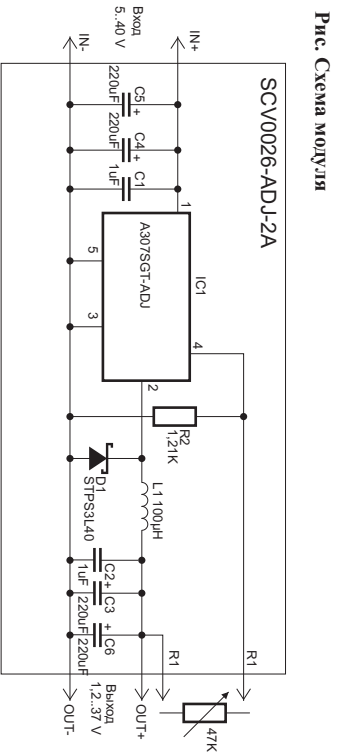 Рис. Схема модуля
SCV0026-ADJ-2A
IN+
Вход
5..40 V
IN-
C5 +
220uF
C4 +
220uF
C1
1uF
1
IC1
A307SGT-ADJ
4
5
3
2
R2
1,21K
D1
STPS3L40
L1 100μH
C2 +
1uF
C3
220uF
+ C6
220uF
R1
R1
47K
OUT+
Выход
1,2..37 V
OUT-